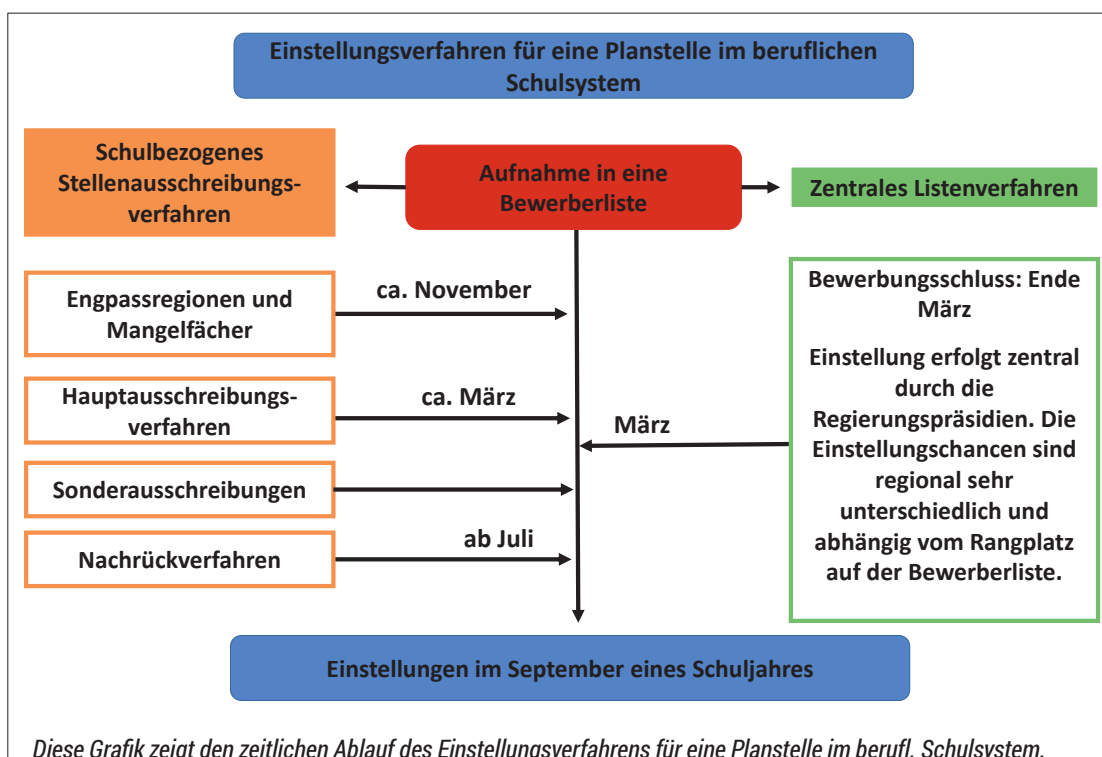 Einstellungsverfahren für eine Planstelle im beruflichen
Schulsystem
Schulbezogenes
Stellenausschreibungs-
verfahren
Aufnahme in eine
Bewerberliste
Zentrales Listenverfahren
Engpassregionen und
Mangelfächer
ca. November
Hauptausschreibungs-
verfahren
ca. März
Sonderausschreibungen
Nachrückverfahren
ab Juli
März
Bewerbungsschluss: Ende
März
Einstellung erfolgt zentral
durch die
Regierungspräsidien. Die
Einstellungschancen sind
regional sehr
unterschiedlich und
abhängig vom Rangplatz
auf der Bewerberliste.
Einstellungen im September eines Schuljahres
Diese Grafik zeigt den zeitlichen Ablauf des Einstellungsverfahrens für eine Planstelle im berufl. Schulsystem.